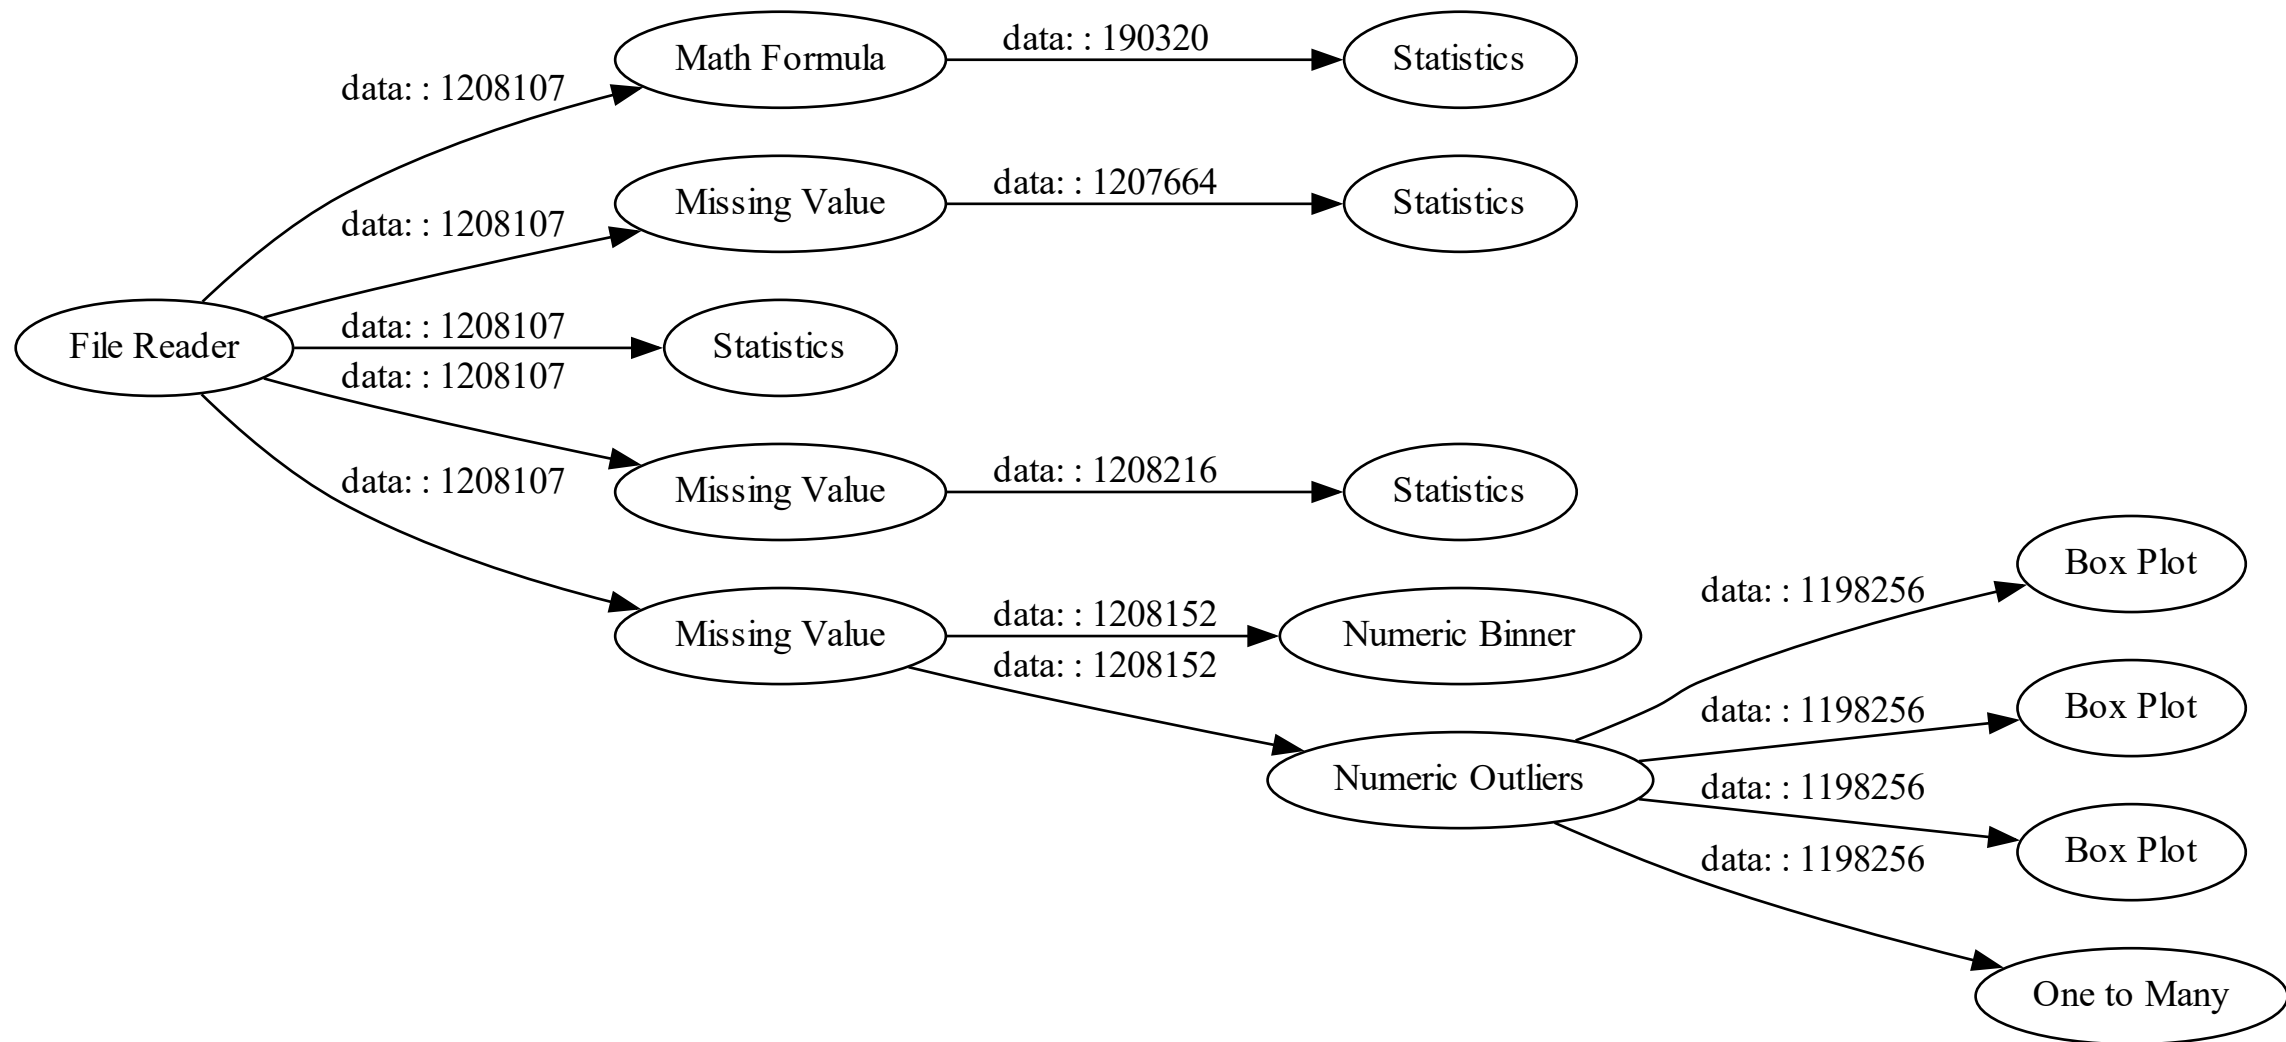 data: : 1208107
Math Formula
data: : 190320
Statistics
data: : 1208107
Missing Value
data: : 1207664
Statistics
File Reader
data: : 1208107
Statistics
data: : 1208107
Missing Value
data: : 1208216
Statistics
data: : 1208107
Missing Value
data: : 1208152
Numeric Binner
data: : 1208152
Numeric Outliers
data: : 1198256
Box Plot
data: : 1198256
Box Plot
data: : 1198256
Box Plot
data: : 1198256
One to Many